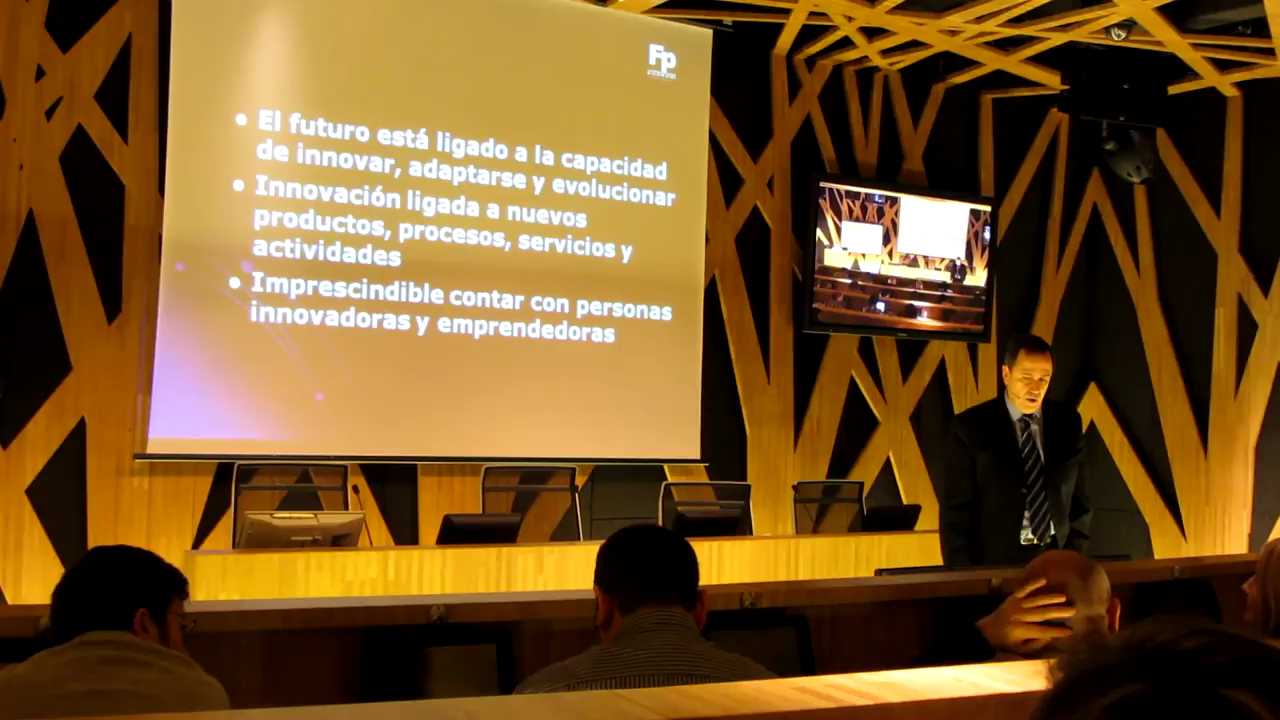 Fp
• El futuro está ligado a la capacidad
de innovar, adaptarse y evolucionar
• Innovación ligada a nuevos
productos, procesos, servicios y
actividades
• Imprescindible contar con personas
innovadoras y emprendedoras